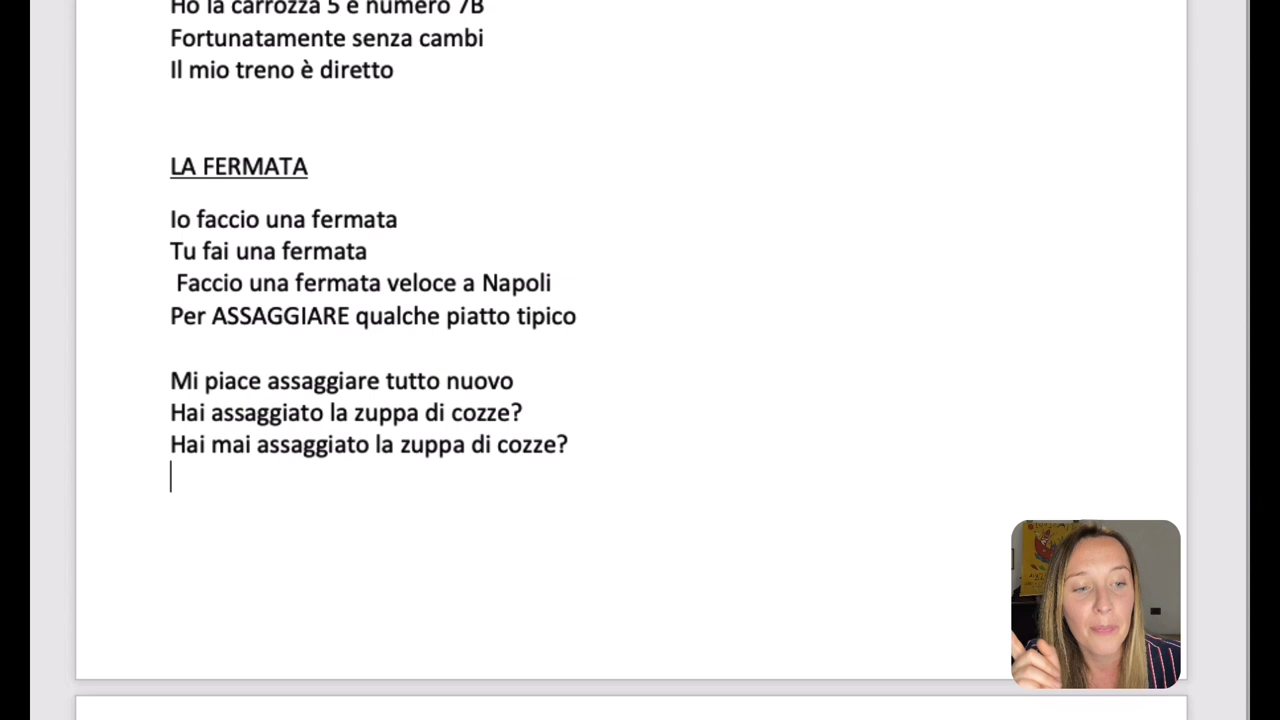 Ho la carrozza 5 e numero 7B
Fortunatamente senza cambi
Il mio treno è diretto
LA FERMATA
Io faccio una fermata
Tu fai una fermata
Faccio una fermata veloce a Napoli
Per ASSAGGIARE qualche piatto tipico
Mi piace assaggiare tutto nuovo
Hai assaggiato la zuppa di cozze?
Hai mai assaggiato la zuppa di cozze?